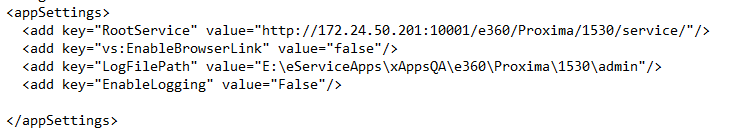 <appSettings>
<add key="RootService" value="http://172.24.50.201:10001/e360/Proxima/1530/service/"/>
<add key="vs:EnableBrowserLink" value="false"/>
<add key="LogFilePath" value="E:\eServiceApps\xAppsQA\e360\Proxima\1530\admin"/>
<add key="EnableLogging" value="False"/>
</appSettings>